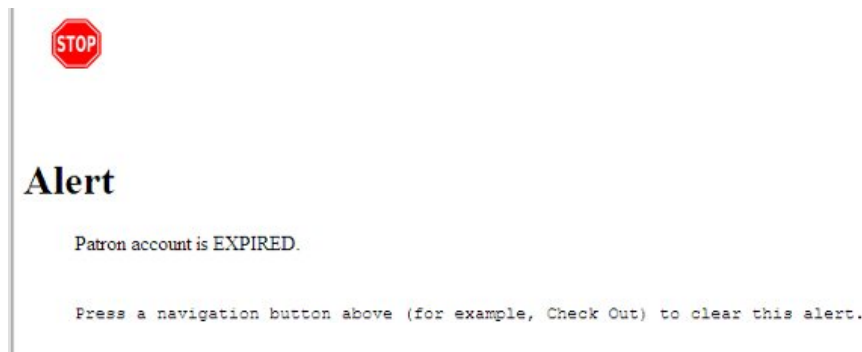 STOP
Alert
Patron account is EXPIRED.
Press a navigation button above (for example, Check Out) to clear this alert.